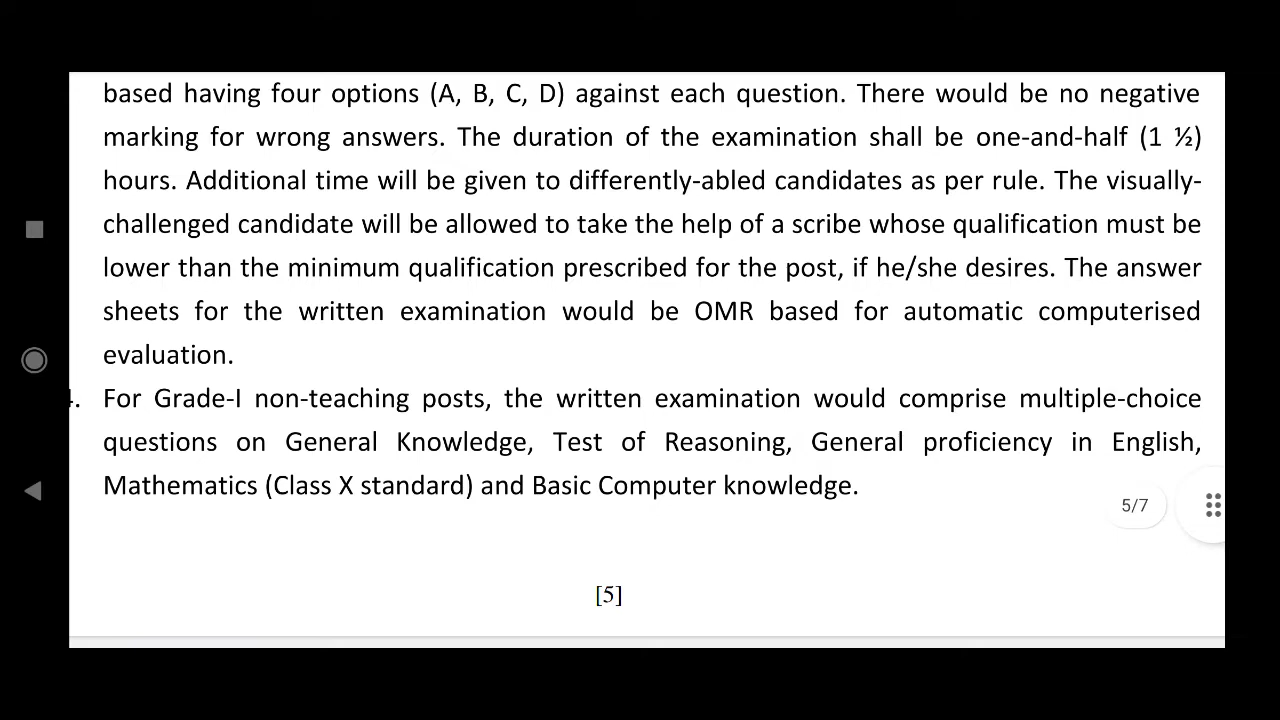 based having four options (A, B, C, D) against each question. There would be no negative
marking for wrong answers. The duration of the examination shall be one-and-half (1 ½)
hours. Additional time will be given to differently-abled candidates as per rule. The visually-
challenged candidate will be allowed to take the help of a scribe whose qualification must be
lower than the minimum qualification prescribed for the post, if he/she desires. The answer
sheets for the written examination would be OMR based for automatic computerised
evaluation.
4. For Grade-I non-teaching posts, the written examination would comprise multiple-choice
questions on General Knowledge, Test of Reasoning, General proficiency in English,
Mathematics (Class X standard) and Basic Computer knowledge.
5/7
[5]